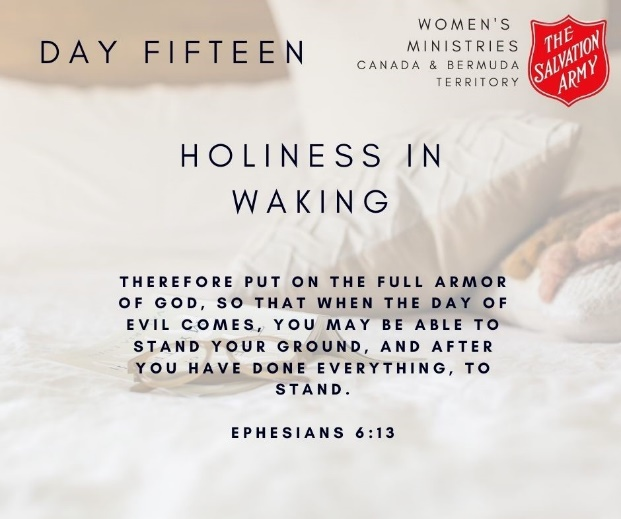 DAY FIFTEEN
WOMEN'S
MINISTRIES
CANADA & BERMUDA
TERRITORY
THE
SALVATION
ARMY
HOLINESS IN
WAKING
THEREFORE PUT ON THE FULL ARMOR
OF GOD, SO THAT WHEN THE DAY OF
EVIL COMES, YOU MAY BE ABLE TO
STAND YOUR GROUND, AND AFTER
YOU HAVE DONE EVERYTHING, TO
STAND.
EPHESIANS 6:13